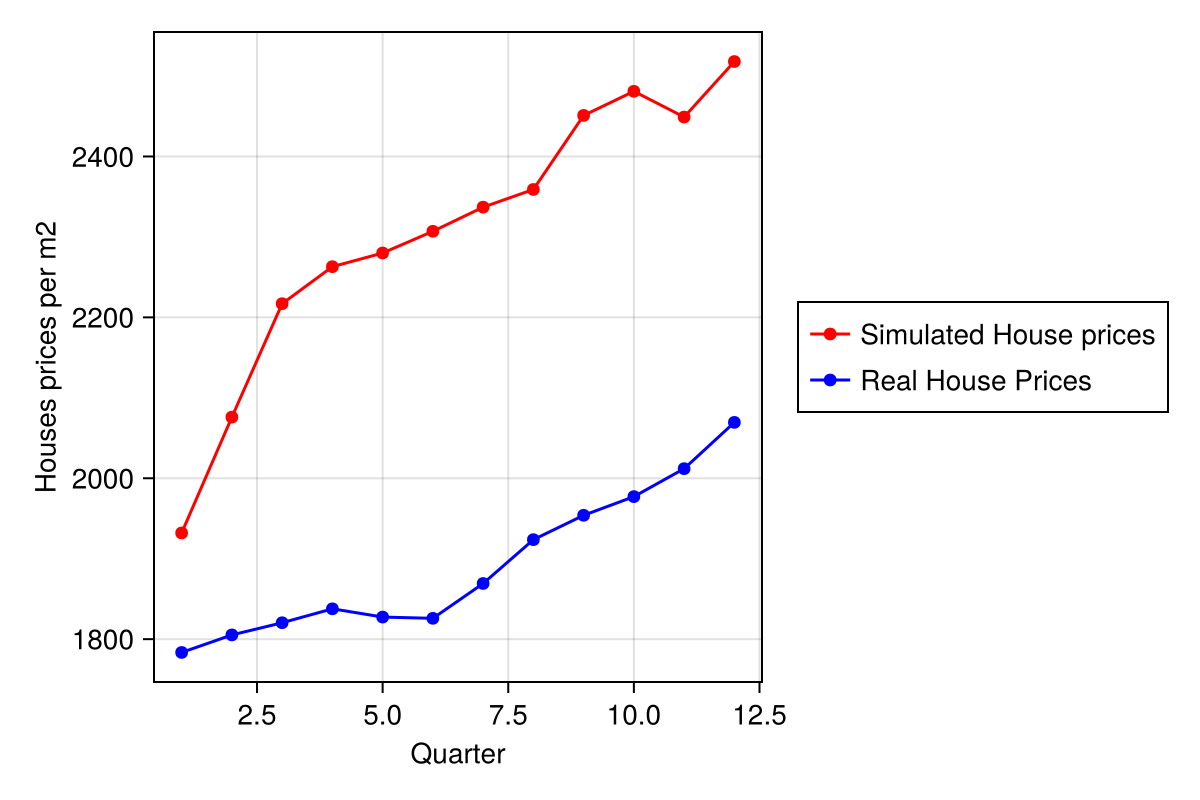 2400
2200
2000
1800
Houses prices per m2
2.5 5.0 7.5 10.0 12.5
Quarter
Simulated House prices
Real House Prices